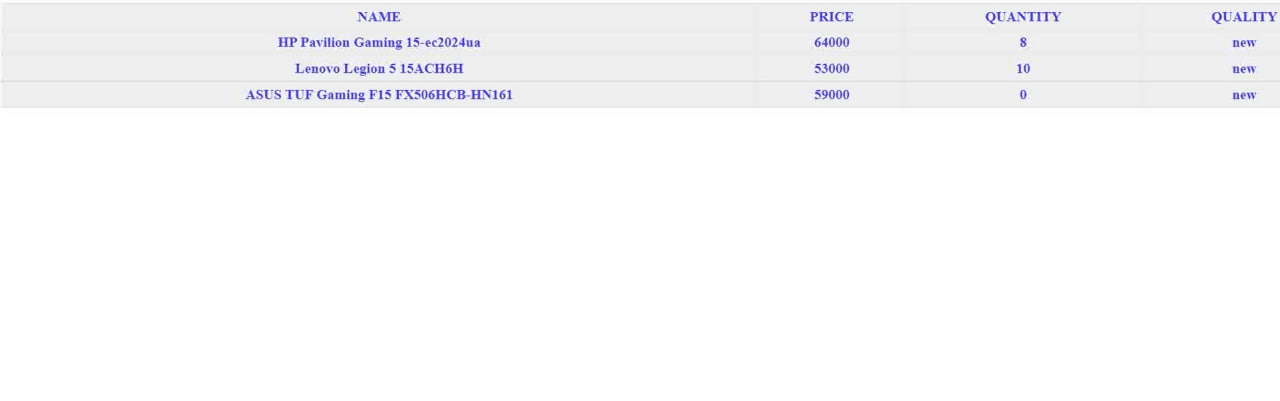 NAME PRICE QUANTITY QUALITY
HP Pavilion Gaming 15-ec2024ua 64000 8 new
Lenovo Legion 5 15ACH6H 53000 10 new
ASUS TUF Gaming F15 FX506HCB-HN161 59000 0 new